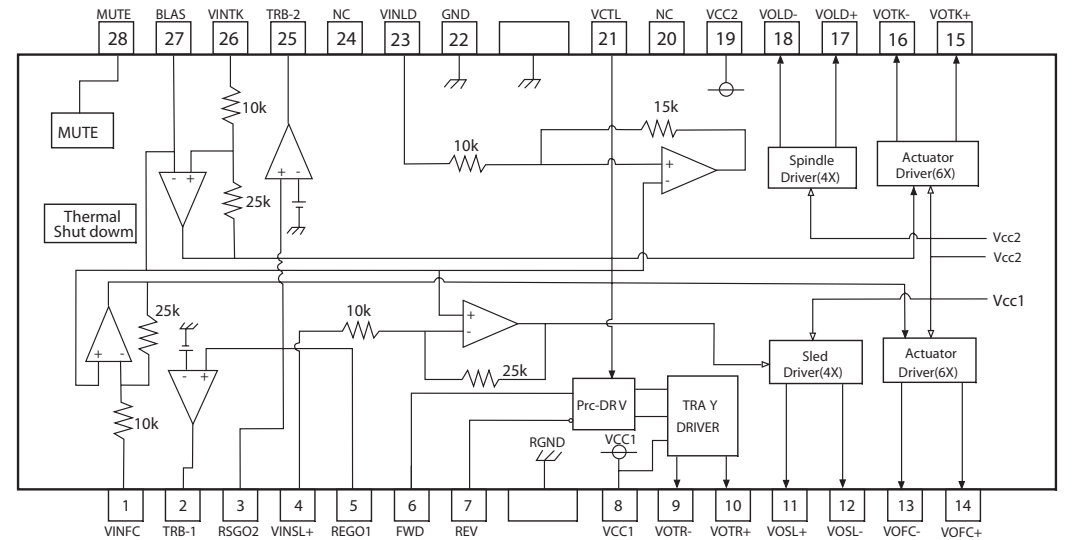 MUTE BLAS VINTK TRB-2 NC VINLD GND VCTL NC VCC2 VOLD- VOLD+ VOTK- VOTK+
28 27 26 25 24 23 22 21 20 19 18 17 16 15
MUTE
10k
25k
+ -
- +
Thermal
Shut dowm
10k
15k
+
-
Spindle
Driver(4X)
Actuator
Driver(6X)
Vcc2
Vcc2
Vcc1
25k
+ -
10k
- +
10k
+
-
25k
Prc-DRV
TRAY
DRIVER
RGND
VCC1
Sled
Driver(4X)
Actuator
Driver(6X)
1 2 3 4 5 6 7 8 9 10 11 12 13 14
VINFC TRB-1 RSGO2 VINSL+ REGO1 FWD REV VCC1 VOTR- VOTR+ VOSL+ VOSL- VOFC- VOFC+